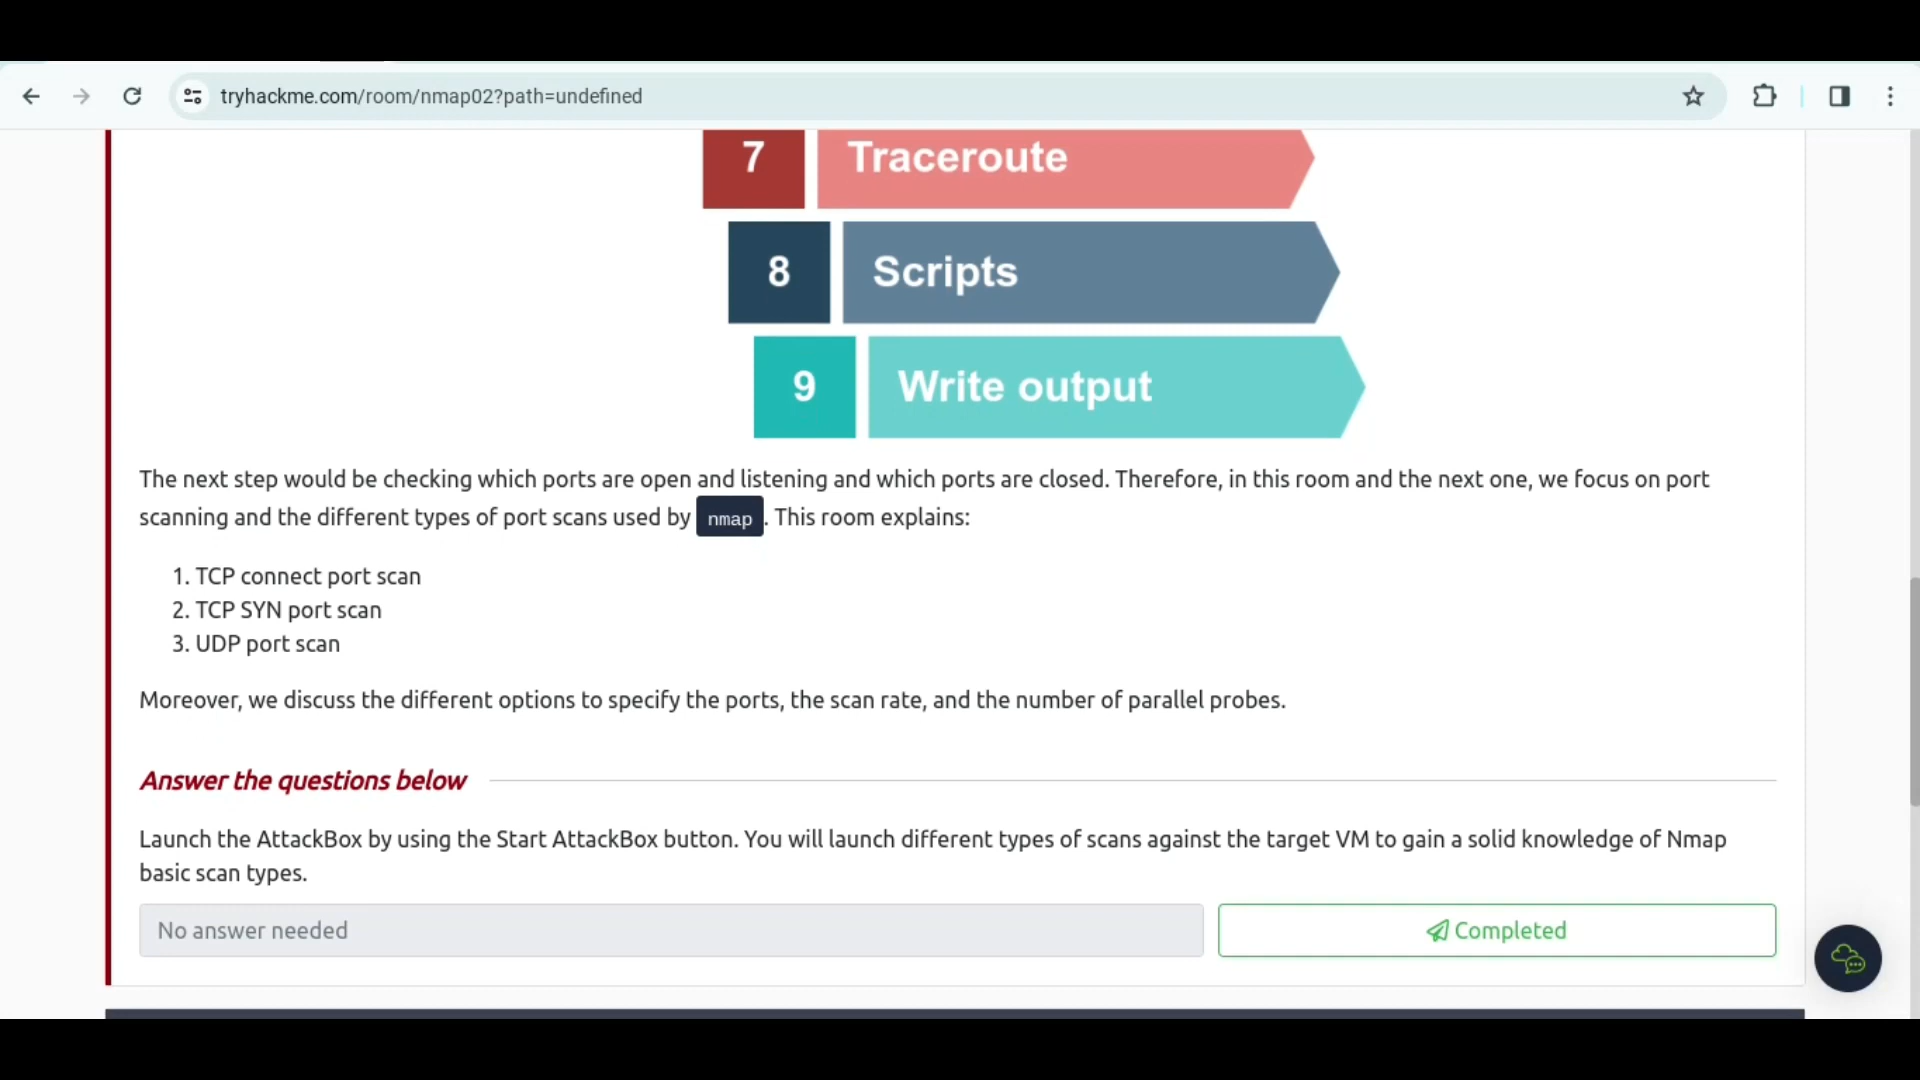 tryhackme.com/room/nmap02?path=undefined
7 Traceroute
8 Scripts
9 Write output
The next step would be checking which ports are open and listening and which ports are closed. Therefore, in this room and the next one, we focus on port
scanning and the different types of port scans used by nmap. This room explains:
1. TCP connect port scan
2. TCP SYN port scan
3. UDP port scan
Moreover, we discuss the different options to specify the ports, the scan rate, and the number of parallel probes.
Answer the questions below
Launch the AttackBox by using the Start AttackBox button. You will launch different types of scans against the target VM to gain a solid knowledge of Nmap
basic scan types.
No answer needed
Completed